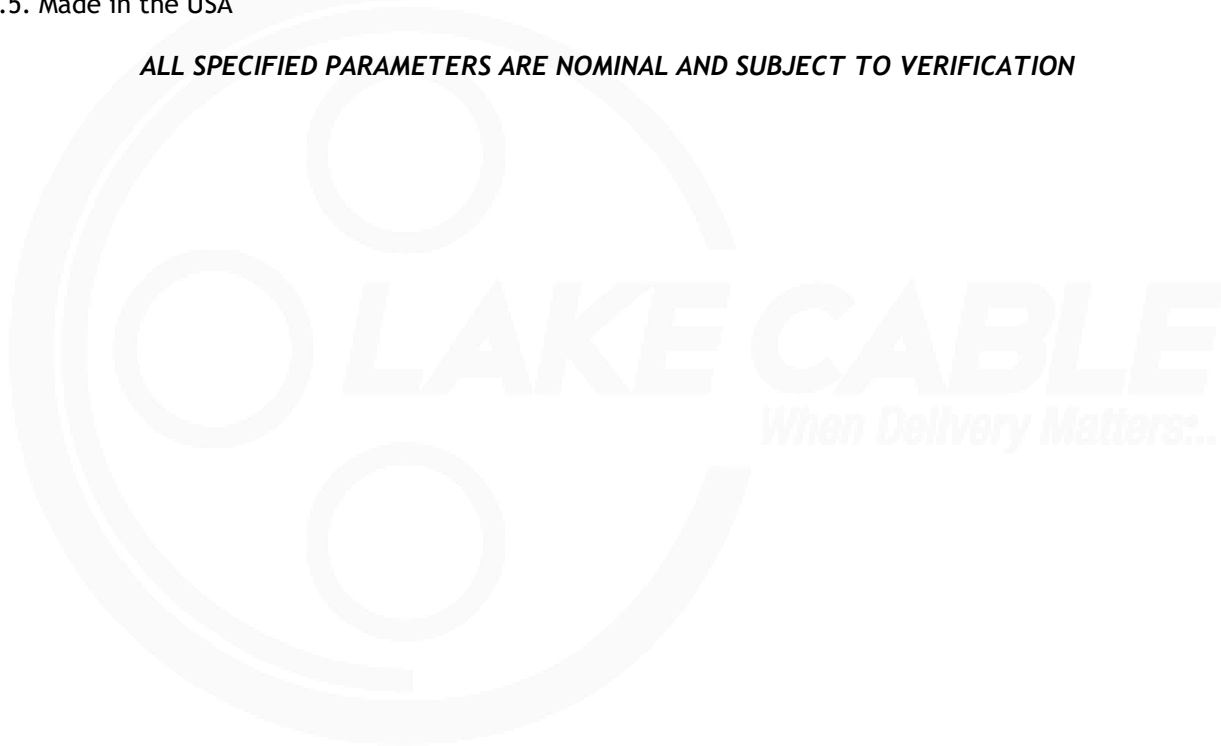 .5. Made in the USA
ALL SPECIFIED PARAMETERS ARE NOMINAL AND SUBJECT TO VERIFICATION
LAKE CABLE
When Delivery Matters...